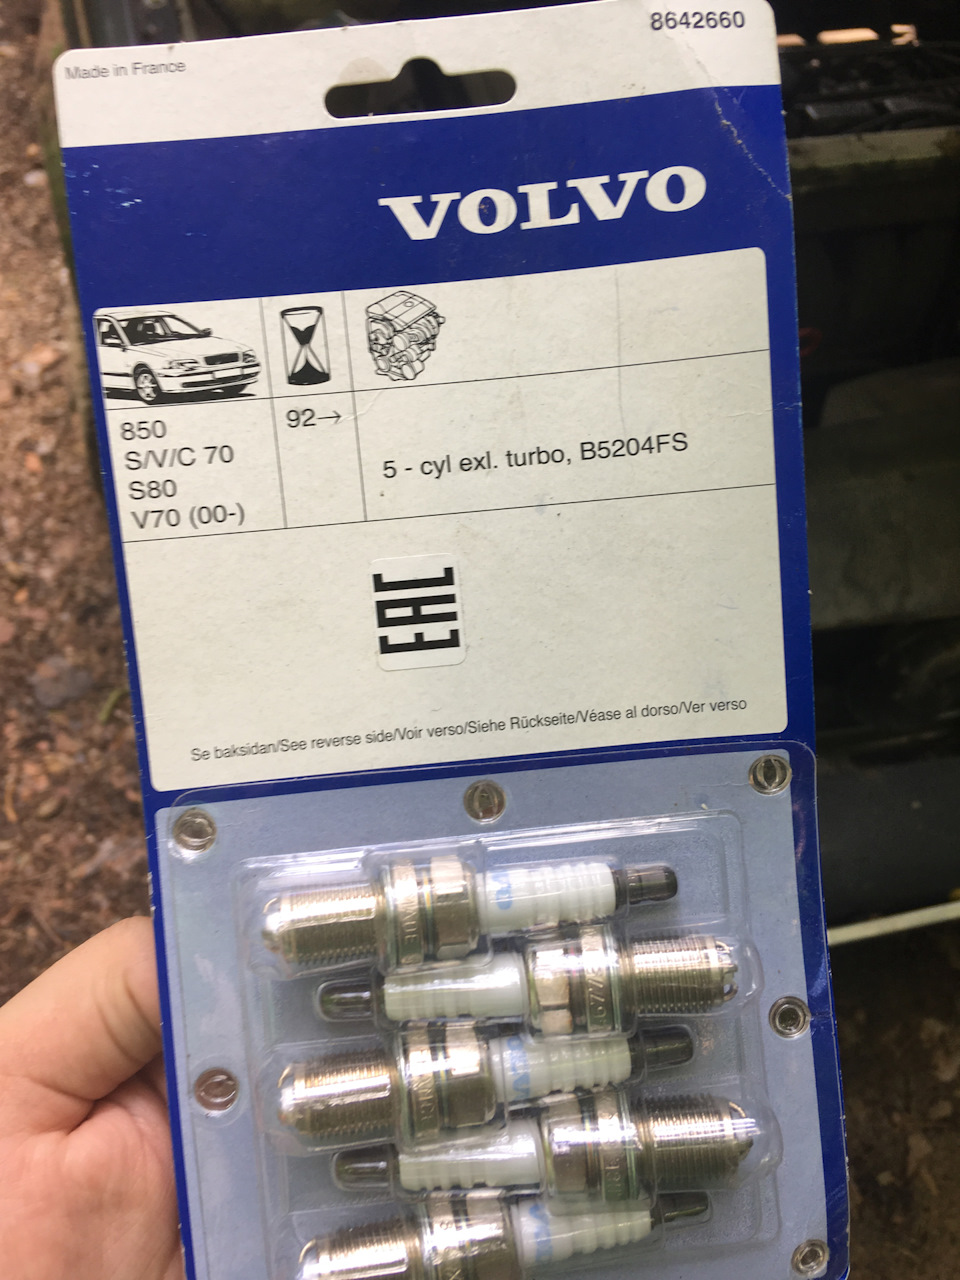 8642660
Made in France
VOLVO
850
S/V/C 70
S80
V70 (00-)
92→
5 - cyl exl. turbo, B5204FS
EAC
Se baksidan/See reverse side/Voir verso/Siehe Rückseite/Véase al dorso/Ver verso